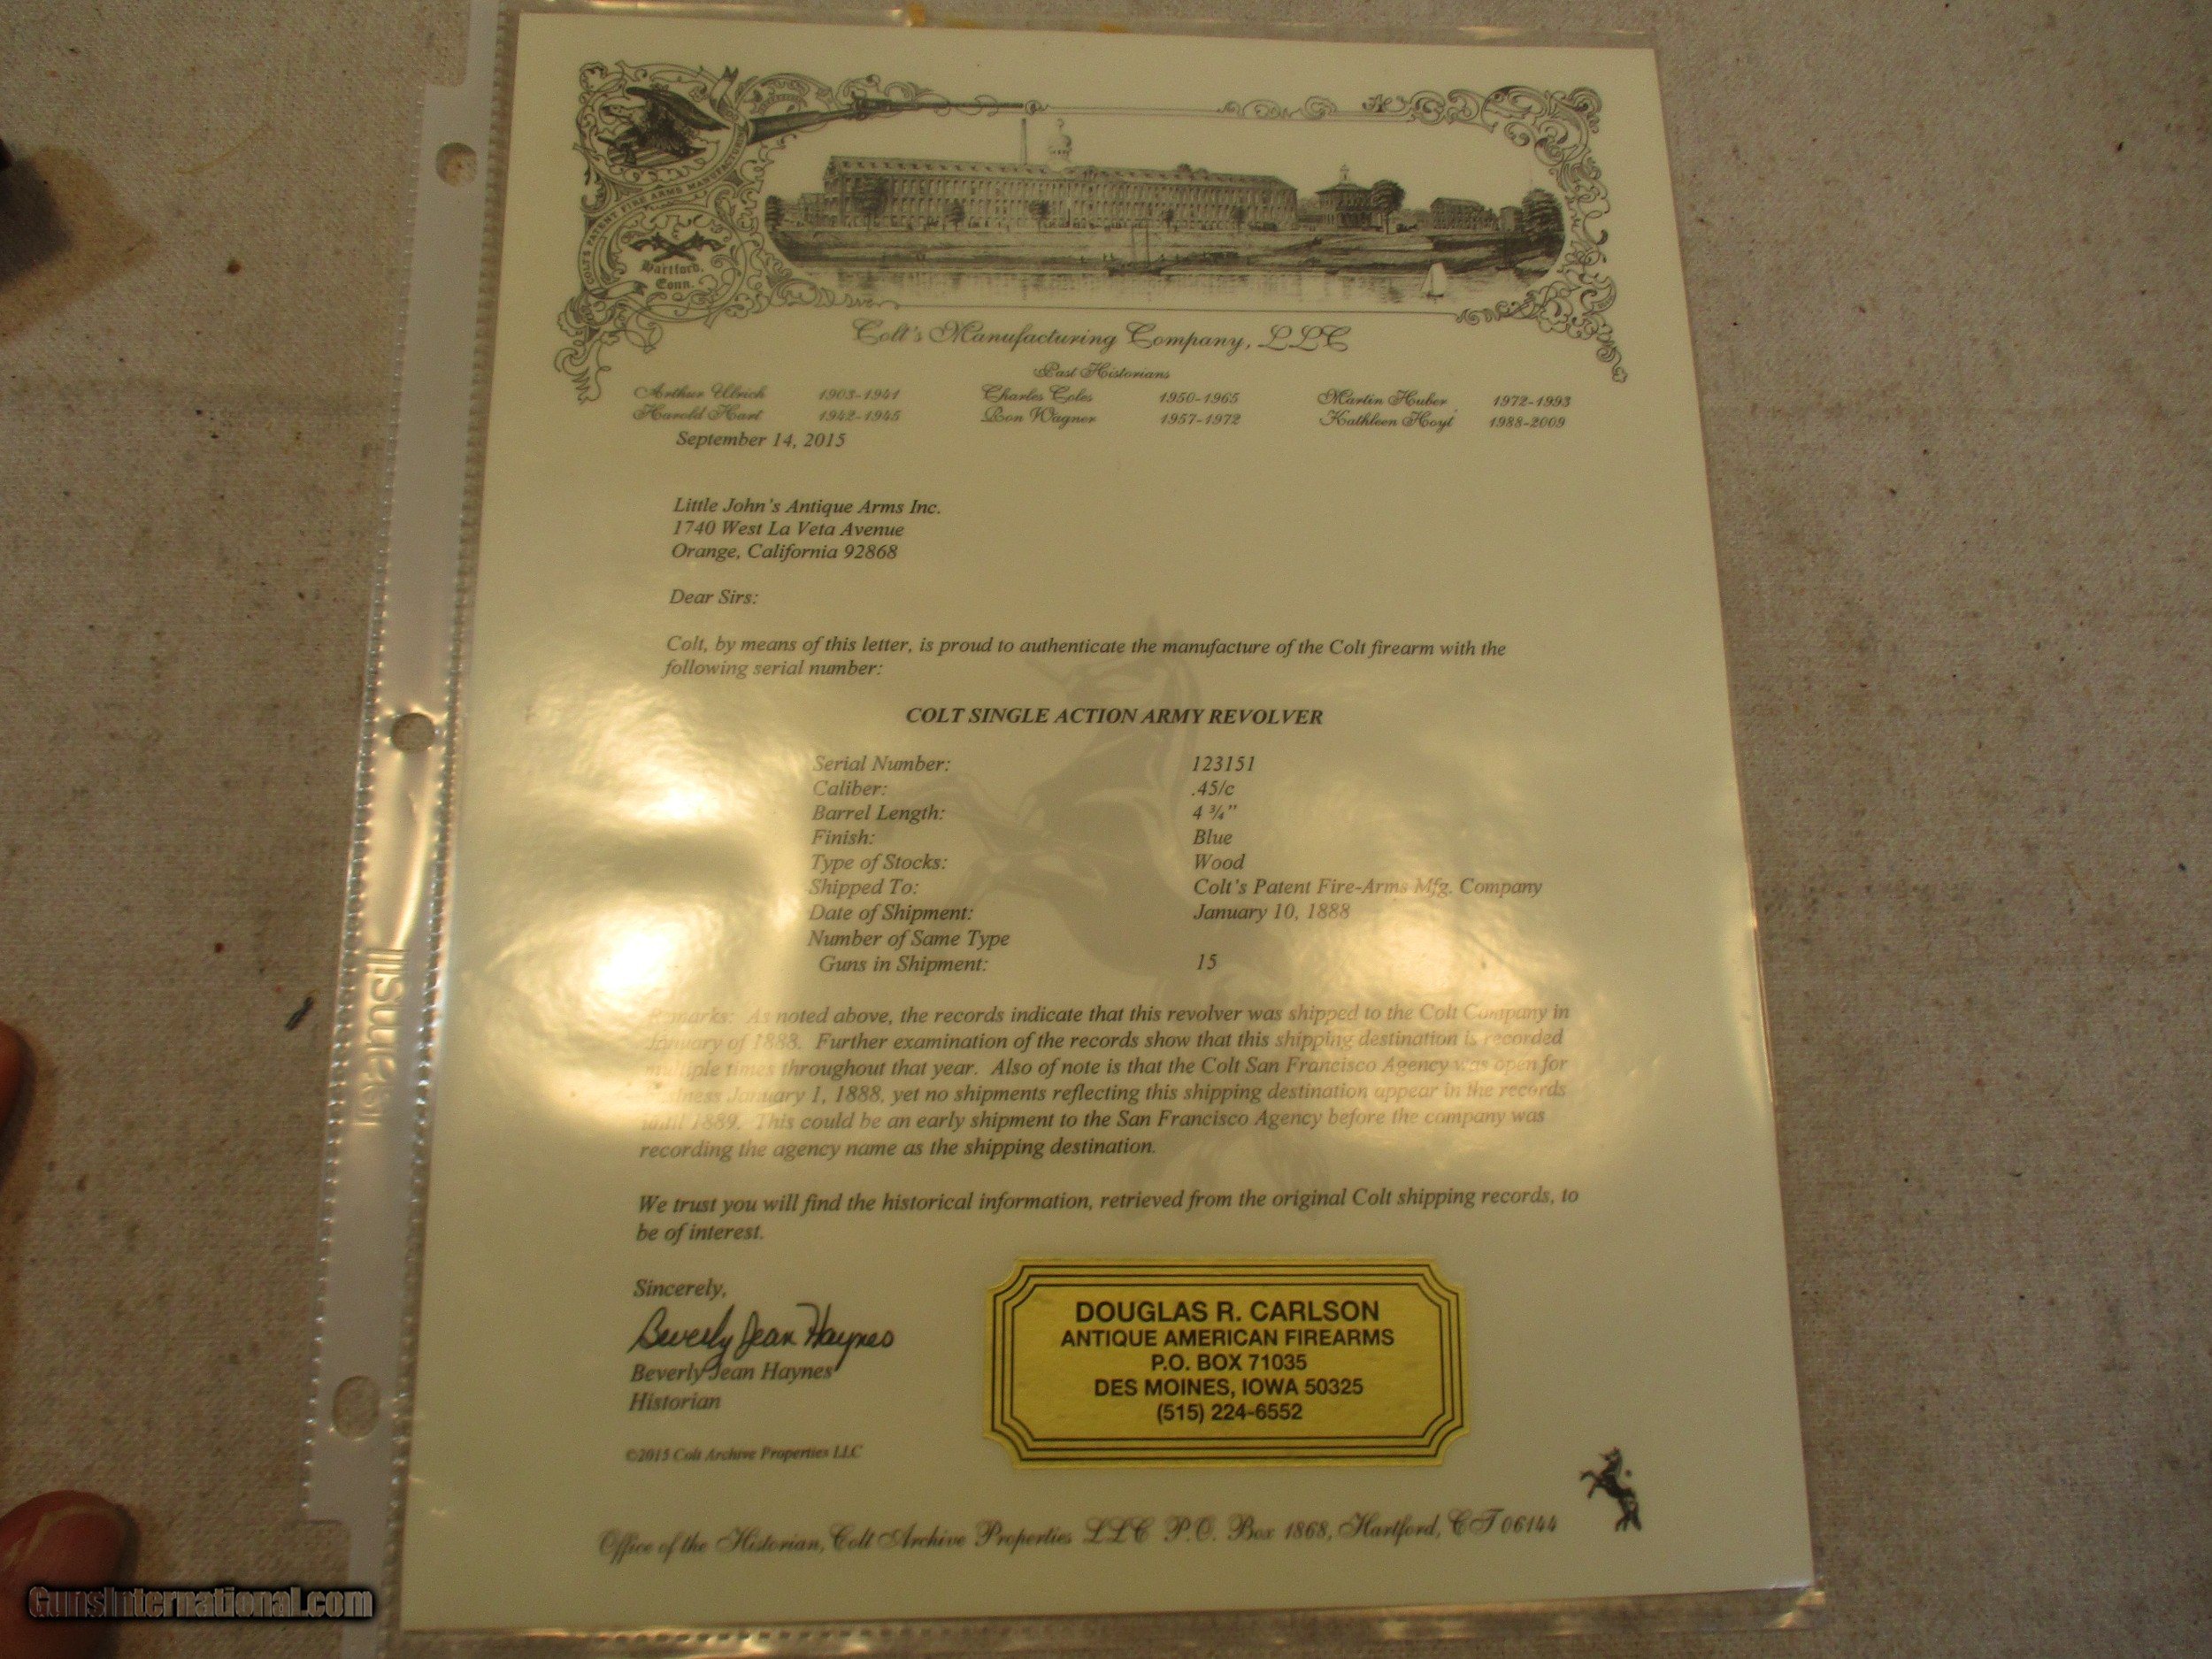 COLT'S PATENT FIRE ARMS MANUFACTURING
Hartford,
Conn.
Colt's Manufacturing Company, LLC
Past Historians
Arthur Ulrich 1903-1941 Charles Coles 1950-1965 Martin Huber 1972-1993
Harold Hart 1942-1945 Ron Wagner 1957-1972 Kathleen Hoyt 1988-2009
September 14, 2015
Little John's Antique Arms Inc.
1740 West La Veta Avenue
Orange, California 92868
Dear Sirs:
Colt, by means of this letter, is proud to authenticate the manufacture of the Colt firearm with the
following serial number:
COLT SINGLE ACTION ARMY REVOLVER
Serial Number: 123151
Caliber: .45/c
Barrel Length: 4 ¾"
Finish: Blue
Type of Stocks: Wood
Shipped To: Colt's Patent Fire-Arms Mfg. Company
Date of Shipment: January 10, 1888
Number of Same Type
Guns in Shipment: 15
Remarks: As noted above, the records indicate that this revolver was shipped to the Colt Company in
January of 1888. Further examination of the records show that this shipping destination is recorded
multiple times throughout that year. Also of note is that the Colt San Francisco Agency was open for
business January 1, 1888, yet no shipments reflecting this shipping destination appear in the records
until 1889. This could be an early shipment to the San Francisco Agency before the company was
recording the agency name as the shipping destination.
We trust you will find the historical information, retrieved from the original Colt shipping records, to
be of interest.
Sincerely,
Beverly Jean Haynes
Beverly Jean Haynes
Historian
©2015 Colt Archive Properties LLC
DOUGLAS R. CARLSON
ANTIQUE AMERICAN FIREARMS
P.O. BOX 71035
DES MOINES, IOWA 50325
(515) 224-6552
Office of the Historian, Colt Archive Properties LLC P.O. Box 1868, Hartford, CT 06144
GunsInternational.com